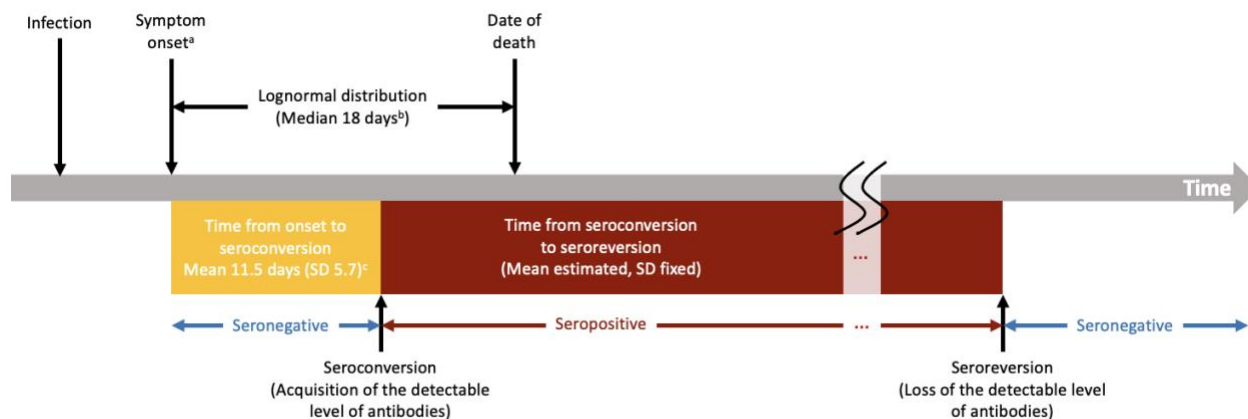 Infection
Symptom
onsetᵃ
Date of
death
Lognormal distribution
(Median 18 daysᵇ)
Time
Time from onset to
seroconversion
Mean 11.5 days (SD 5.7)ᶜ
Time from seroconversion
to seroreversion
(Mean estimated, SD fixed)
...
Seronegative
Seropositive
...
Seronegative
Seroconversion
(Acquisition of the detectable
level of antibodies)
Seroreversion
(Loss of the detectable level
of antibodies)